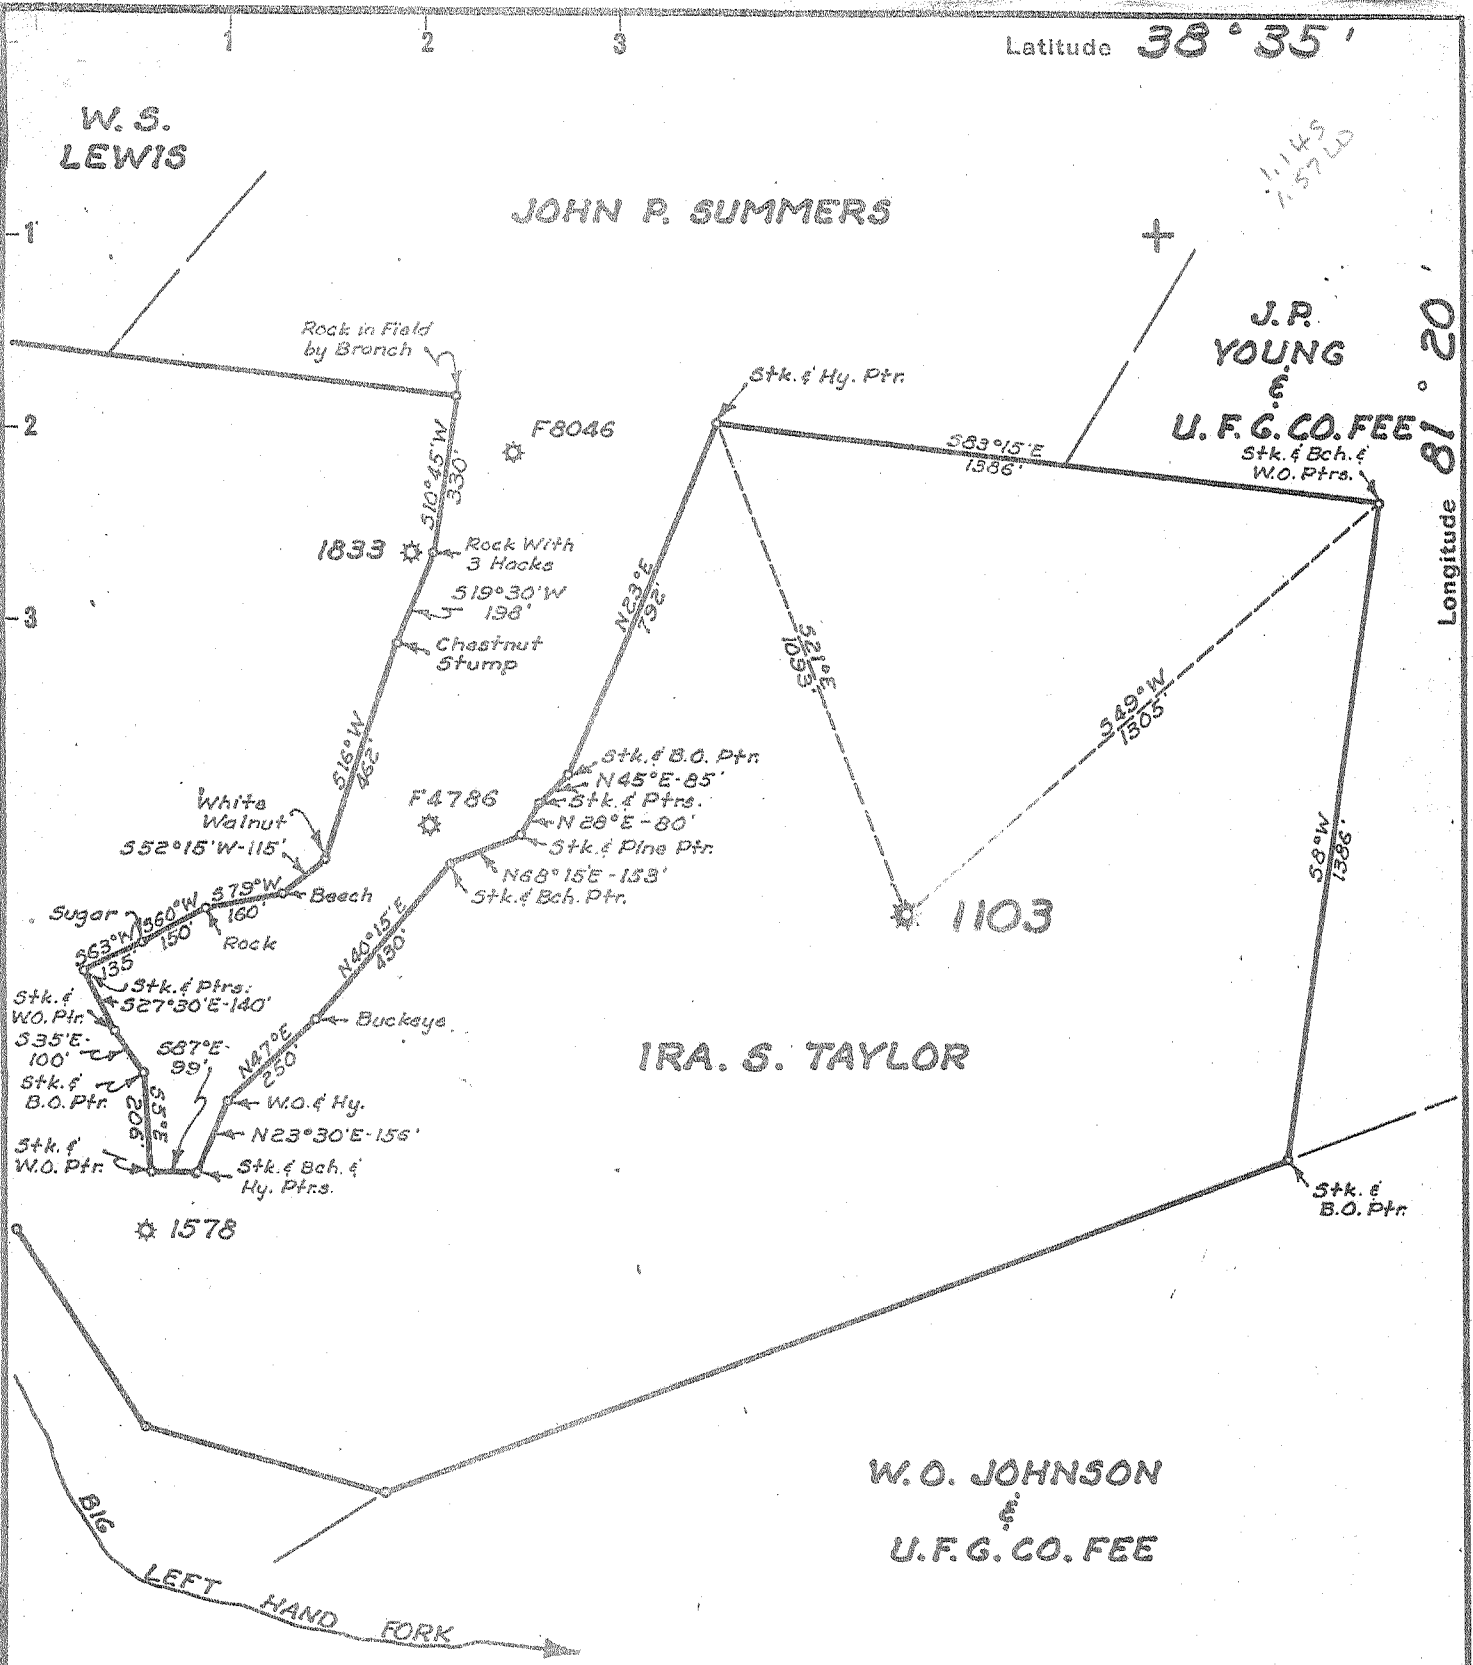 1
2
3
Latitude 38° 35'
W. S.
LEWIS
1.145
1.5720
JOHN P. SUMMERS
1
J. P.
YOUNG
&
U. F. G. CO. FEE
Longitude 81° 20'
Rock in Field
by Branch
Stk. & Hy. Ptr.
2
F8046
S83°15'E
1386'
Stk. & Bch. &
W.O. Ptrs.
S10°45'W
330'
1833
Rock With
3 Hacks
S19°30'W
198'
3
Chestnut
Stump
N23°E
792'
S21°E
1093'
S49°W
1305'
S16°W
462'
Stk. & B.O. Ptr.
N45°E-85'
Stk. & Ptrs.
N28°E-80'
Stk. & Pine Ptr.
N68°15'E-153'
Stk. & Bch. Ptr.
White
Walnut
F4786
S52°15'W-115'
S8°W
1386'
S79°W
160'
Beech
Sugar
S60°W
150'
Rock
S63°W
N35'
1103
N40°15'E
430'
Stk. & Ptrs.
S27°30'E-140'
Stk. &
W.O. Ptr.
S35'E-
100'
S87°E-
99'
Buckeye
N47°E
250'
IRA. S. TAYLOR
Stk. &
B.O. Ptr.
S5°E
206'
W.O. & Hy.
N23°30'E-156'
Stk. &
W.O. Ptr.
Stk. & Bch. &
Hy. Ptrs.
Stk. &
B.O. Ptr.
1578
W. O. JOHNSON
&
U. F. G. CO. FEE
BIG LEFT HAND FORK